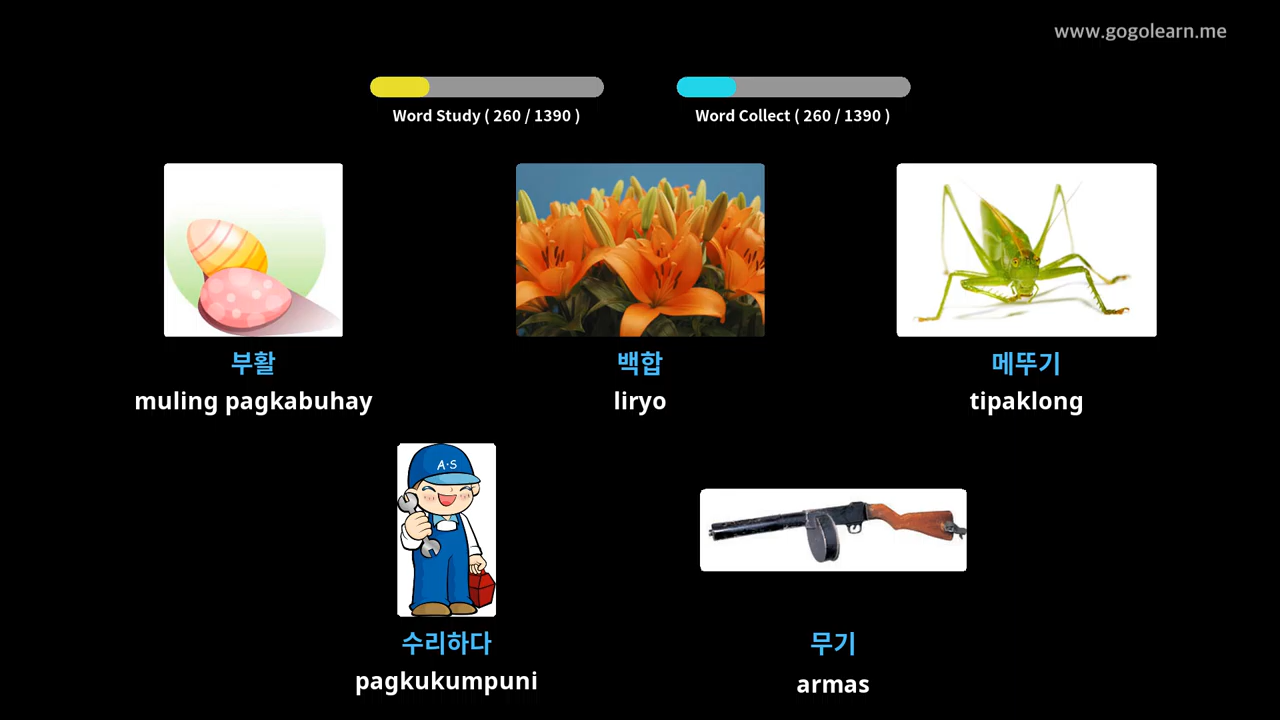 www.gogolearn.me
Word Study ( 260 / 1390 )
Word Collect ( 260 / 1390 )
부활
muling pagkabuhay
백합
liryo
메뚜기
tipaklong
A·S
수리하다
pagkukumpuni
무기
armas